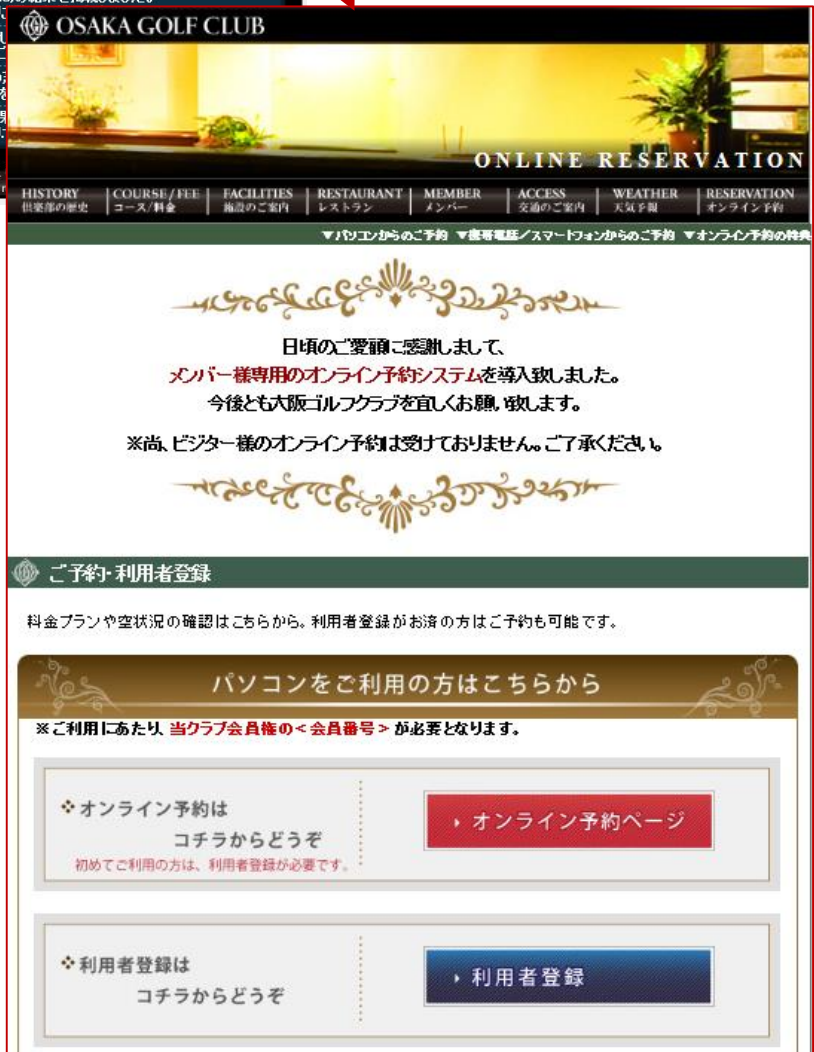 OSAKA GOLF CLUB
ONLINE RESERVATION
HISTORY COURSE/FEE FACILITIES RESTAURANT MEMBER ACCESS WEATHER RESERVATION
倶楽部の歴史 コース/料金 施設のご案内 レストラン メンバー 交通のご案内 天気予報 オンライン予約
▼パソコンからのご予約 ▼携帯電話/スマートフォンからのご予約 ▼オンライン予約の特典
日頃のご愛顧に感謝しまして、
メンバー様専用のオンライン予約システムを導入致しました。
今後とも大阪ゴルフクラブを宜しくお願い致します。
※尚、ビジター様のオンライン予約は受けておりません。ご了承ください。
ご予約・利用者登録
料金プランや空状況の確認はこちらから。利用者登録がお済の方はご予約も可能です。
パソコンをご利用の方はこちらから
※ご利用にあたり、当クラブ会員権の<会員番号>が必要となります。
オンライン予約は
コチラからどうぞ
初めてご利用の方は、利用者登録が必要です。
オンライン予約ページ
利用者登録は
コチラからどうぞ
利用者登録